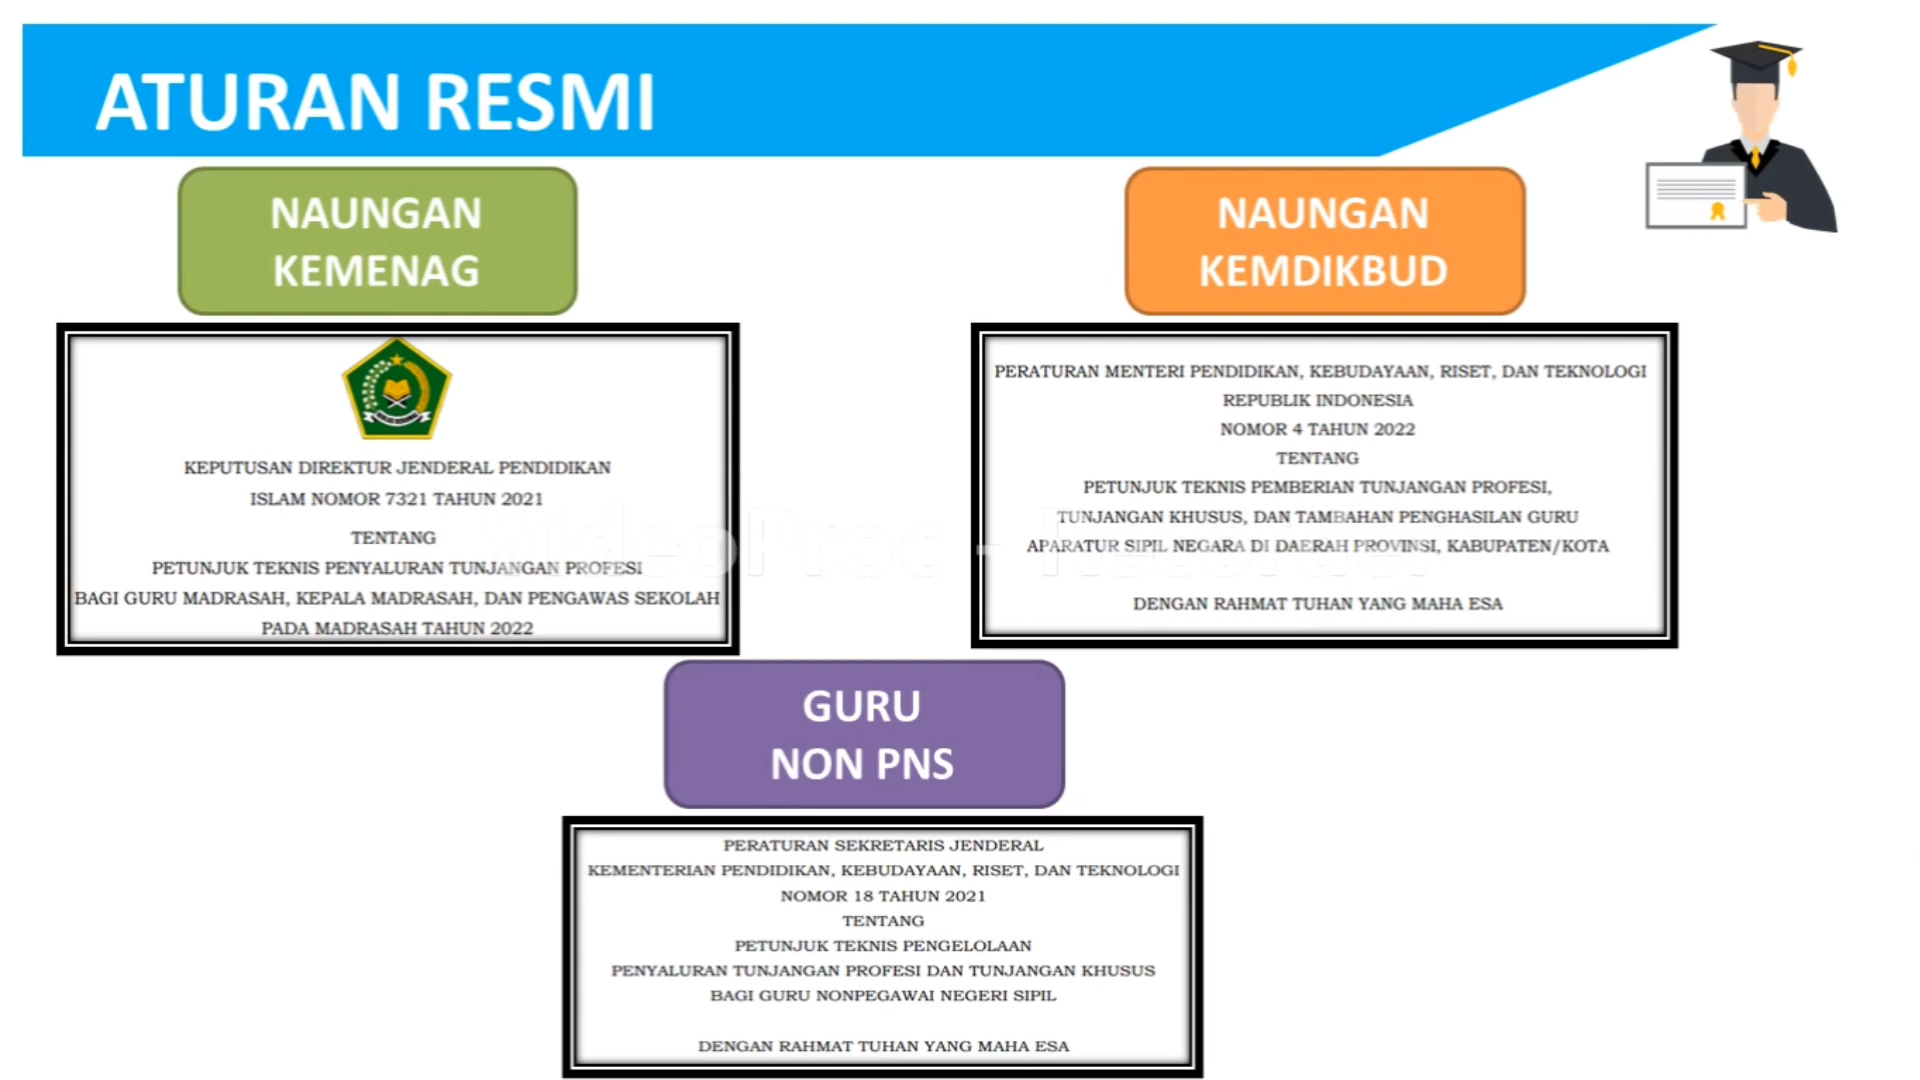 ATURAN RESMI
NAUNGAN
KEMENAG
KEPUTUSAN DIREKTUR JENDERAL PENDIDIKAN
ISLAM NOMOR 7321 TAHUN 2021
TENTANG
PETUNJUK TEKNIS PENYALURAN TUNJANGAN PROFESI
BAGI GURU MADRASAH, KEPALA MADRASAH, DAN PENGAWAS SEKOLAH
PADA MADRASAH TAHUN 2022
NAUNGAN
KEMDIKBUD
PERATURAN MENTERI PENDIDIKAN, KEBUDAYAAN, RISET, DAN TEKNOLOGI
REPUBLIK INDONESIA
NOMOR 4 TAHUN 2022
TENTANG
PETUNJUK TEKNIS PEMBERIAN TUNJANGAN PROFESI,
TUNJANGAN KHUSUS, DAN TAMBAHAN PENGHASILAN GURU
APARATUR SIPIL NEGARA DI DAERAH PROVINSI, KABUPATEN/KOTA
DENGAN RAHMAT TUHAN YANG MAHA ESA
VideoProc - Recorder
GURU
NON PNS
PERATURAN SEKRETARIS JENDERAL
KEMENTERIAN PENDIDIKAN, KEBUDAYAAN, RISET, DAN TEKNOLOGI
NOMOR 18 TAHUN 2021
TENTANG
PETUNJUK TEKNIS PENGELOLAAN
PENYALURAN TUNJANGAN PROFESI DAN TUNJANGAN KHUSUS
BAGI GURU NONPEGAWAI NEGERI SIPIL
DENGAN RAHMAT TUHAN YANG MAHA ESA